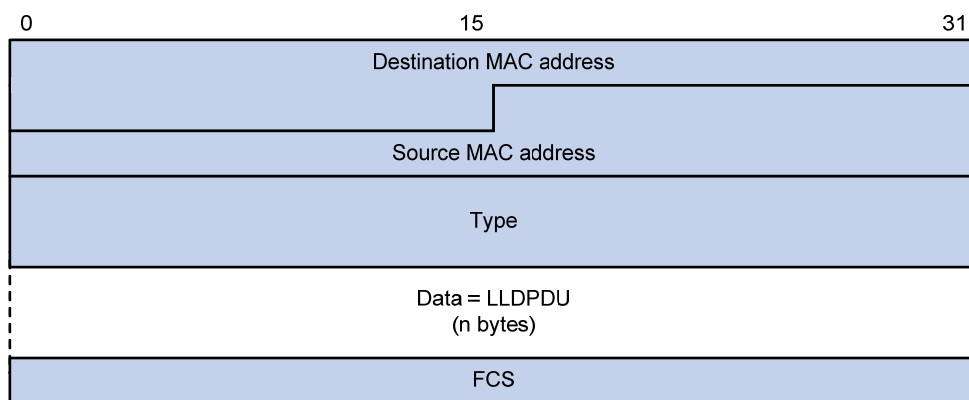 0 15 31
Destination MAC address
Source MAC address
Type
Data = LLDPDU
(n bytes)
FCS